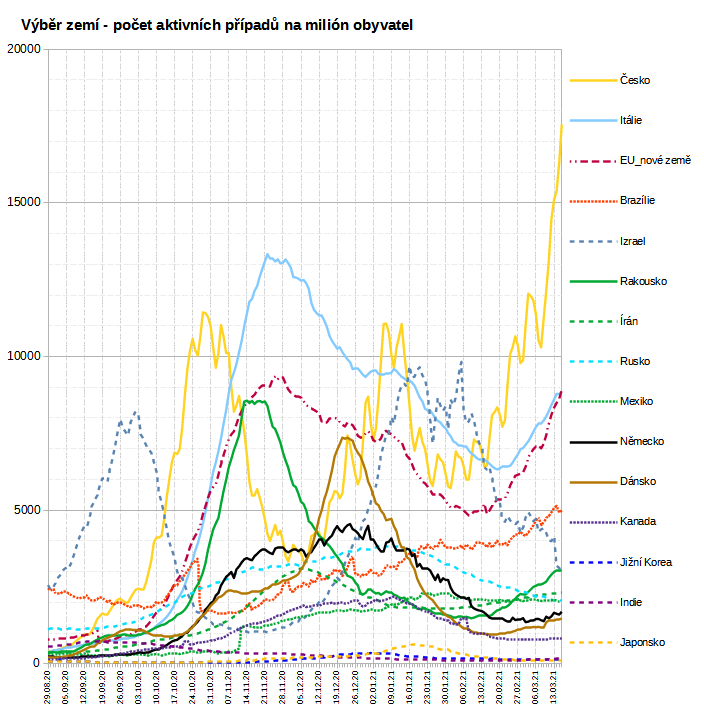 Výběr zemí - počet aktivních případů na milión obyvatel
20000
15000
10000
5000
0
29.08.20
05.09.20
12.09.20
19.09.20
26.09.20
03.10.20
10.10.20
17.10.20
24.10.20
31.10.20
07.11.20
14.11.20
21.11.20
28.11.20
05.12.20
12.12.20
19.12.20
26.12.20
02.01.21
09.01.21
16.01.21
23.01.21
30.01.21
06.02.21
13.02.21
20.02.21
27.02.21
06.03.21
13.03.21
Česko
Itálie
EU_nové země
Brazílie
Izrael
Rakousko
Írán
Rusko
Mexiko
Německo
Dánsko
Kanada
Jižní Korea
Indie
Japonsko